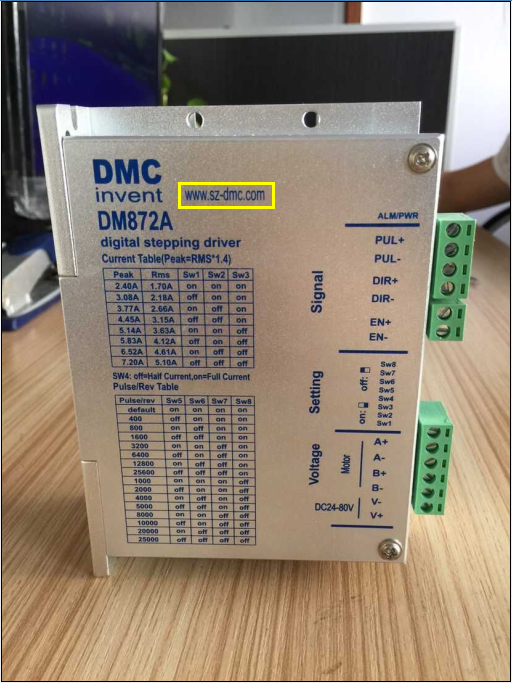 DMC
invent
www.sz-dmc.com
DM872A
digital stepping driver
Current Table(Peak=RMS*1.4)
Peak Rms Sw1 Sw2 Sw3
2.40A 1.70A on on on
3.08A 2.18A off on on
3.77A 2.66A on off on
4.45A 3.15A off off on
5.14A 3.63A on on off
5.83A 4.12A off on off
6.52A 4.61A on off off
7.20A 5.10A off off off
SW4: off=Half Current,on=Full Current
Pulse/Rev Table
Pulse/rev Sw5 Sw6 Sw7 Sw8
default on on on on
400 off on on on
800 on off on on
1600 off off on on
3200 on on off on
6400 off on off on
12800 on off off on
25600 off off off on
1000 on on on off
2000 off on on off
4000 on off on off
5000 off off on off
8000 on on off off
10000 off on off off
20000 on off off off
25000 off off off off
ALM/PWR
Signal
PUL+
PUL-
DIR+
DIR-
EN+
EN-
Setting
off:
on:
Sw8
Sw7
Sw6
Sw5
Sw4
Sw3
Sw2
Sw1
Voltage
Motor
A+
A-
B+
B-
DC24-80V
V-
V+